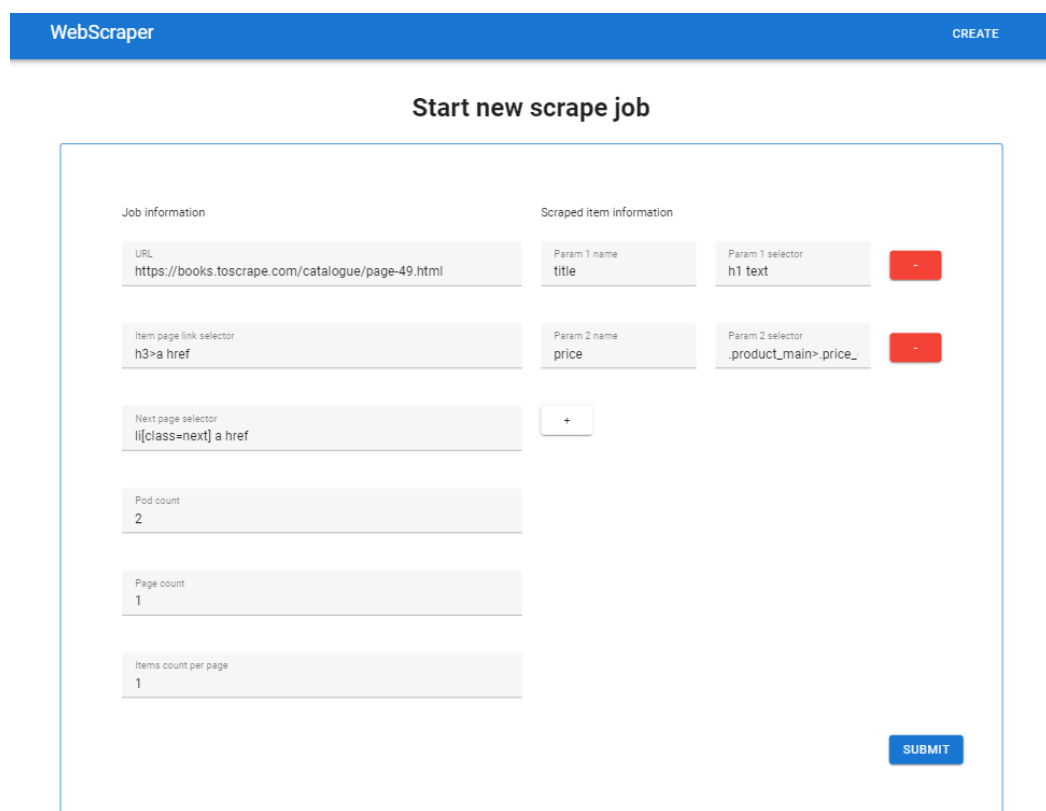 WebScraper
CREATE
Start new scrape job
Job information
Scraped item information
URL
https://books.toscrape.com/catalogue/page-49.html
Param 1 name
title
Param 1 selector
h1 text
-
Item page link selector
h3>a href
Param 2 name
price
Param 2 selector
.product_main>.price_
-
Next page selector
li[class=next] a href
+
Pod count
2
Page count
1
Items count per page
1
SUBMIT